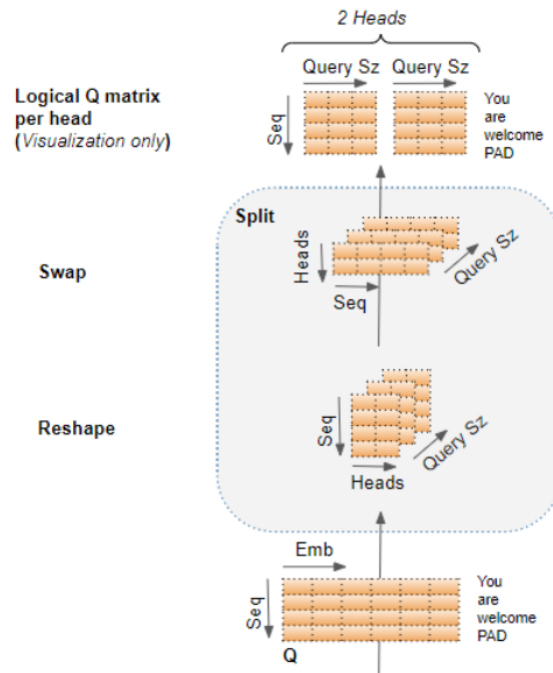 2 Heads
Query Sz
Query Sz
Logical Q matrix
per head
(Visualization only)
Seq
You
are
welcome
PAD
Split
Swap
Heads
Seq
Query Sz
Reshape
Seq
Heads
Query Sz
Emb
Seq
You
are
welcome
PAD
Q